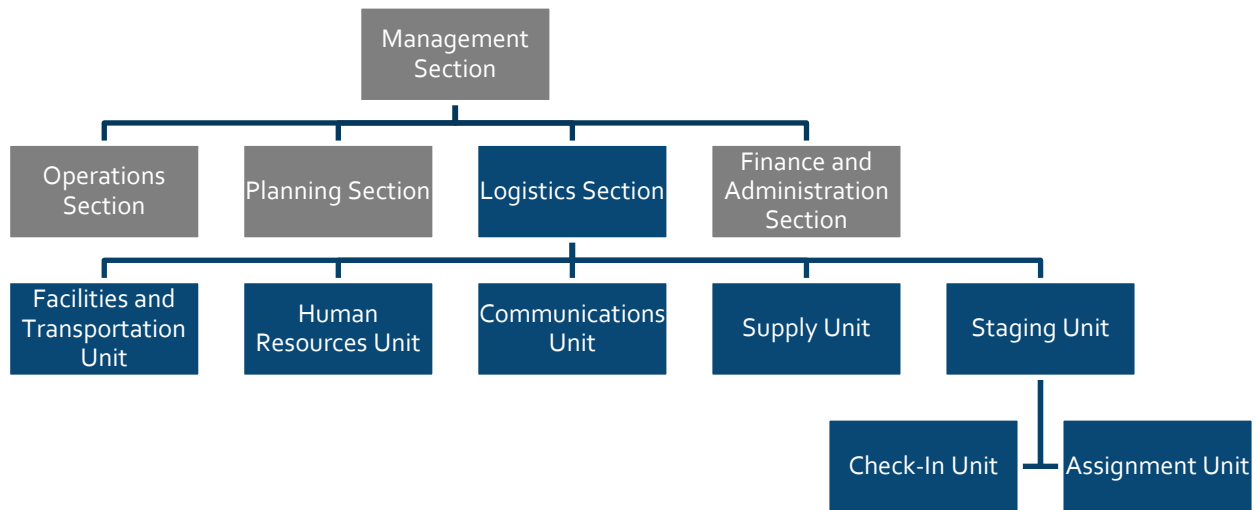 Management
Section
Operations
Section
Planning Section
Logistics Section
Finance and
Administration
Section
Facilities and
Transportation
Unit
Human
Resources Unit
Communications
Unit
Supply Unit
Staging Unit
Check-In Unit
Assignment Unit